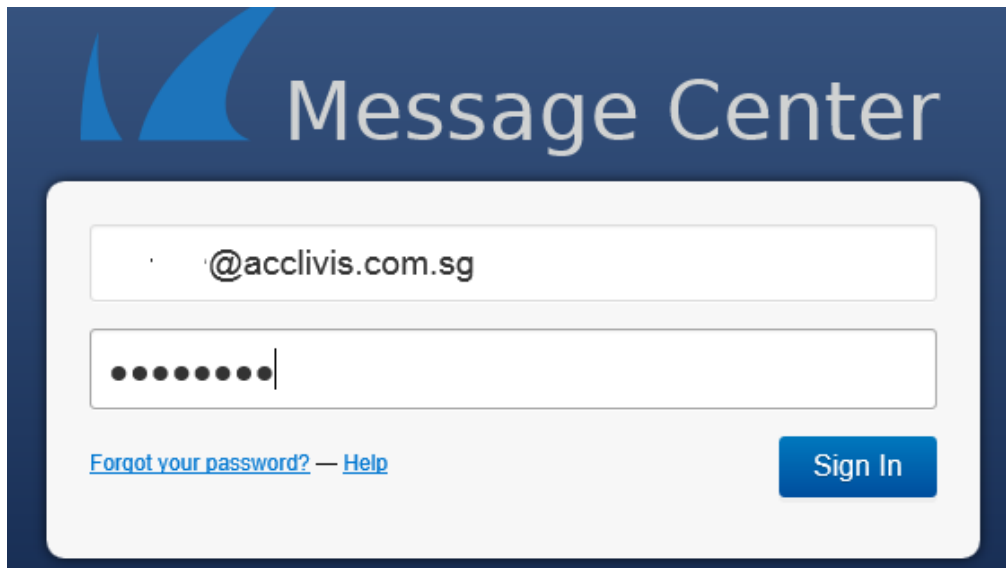 Message Center
@acclivis.com.sg
••••••••
Forgot your password? — Help
Sign In